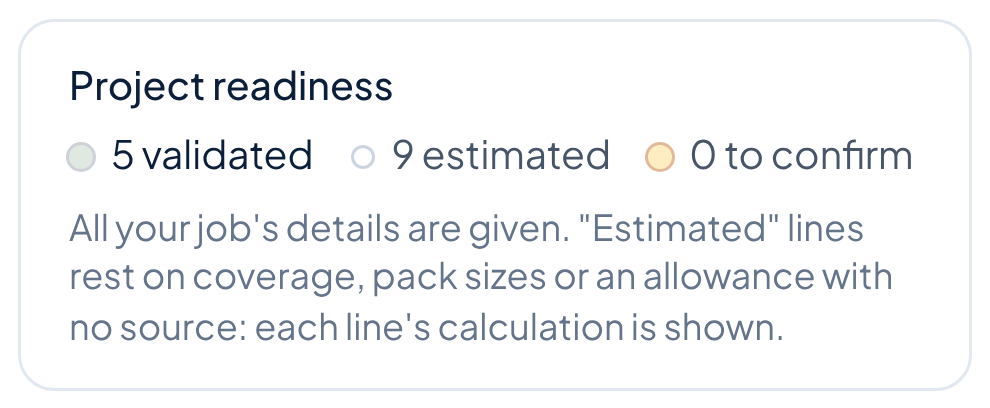 Project readiness
5 validated 9 estimated 0 to confirm
All your job's details are given. "Estimated" lines
rest on coverage, pack sizes or an allowance with
no source: each line's calculation is shown.